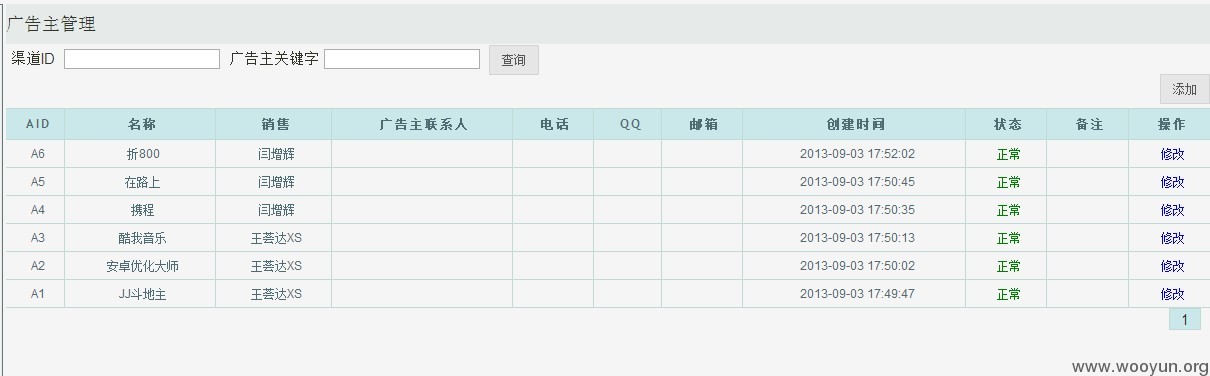 广告主管理
渠道ID 广告主关键字 查询
添加
AID 名称 销售 广告主联系人 电话 QQ 邮箱 创建时间 状态 备注 操作
A6 折800 闫增辉 2013-09-03 17:52:02 正常 修改
A5 在路上 闫增辉 2013-09-03 17:50:45 正常 修改
A4 携程 闫增辉 2013-09-03 17:50:35 正常 修改
A3 酷我音乐 王荟达XS 2013-09-03 17:50:13 正常 修改
A2 安卓优化大师 王荟达XS 2013-09-03 17:50:02 正常 修改
A1 JJ斗地主 王荟达XS 2013-09-03 17:49:47 正常 修改
1
www.wooyun.org